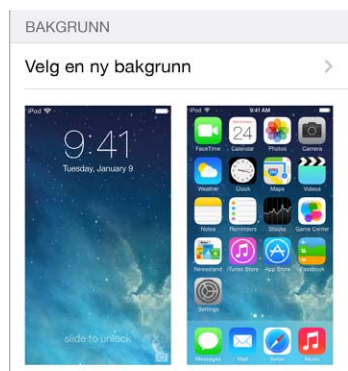 BAKGRUNN
Velg en ny bakgrunn
iPod
9:41
Tuesday, January 9
slide to unlock
iPod 9:41 AM
24
FaceTime Calendar Photos Camera
Weather Clock Maps Videos
Notes Reminders Stocks Game Center
Newsstand iTunes Store App Store Passbook
Settings
Messages Mail Safari Music